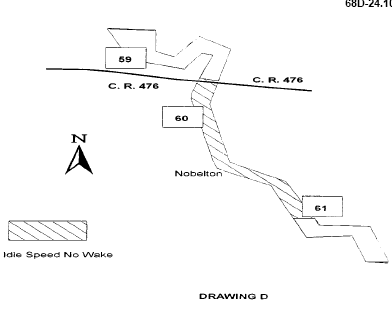 68D-24.10
59
C. R. 476
C. R. 476
60
N
Nobelton
61
Idle Speed No Wake
DRAWING D